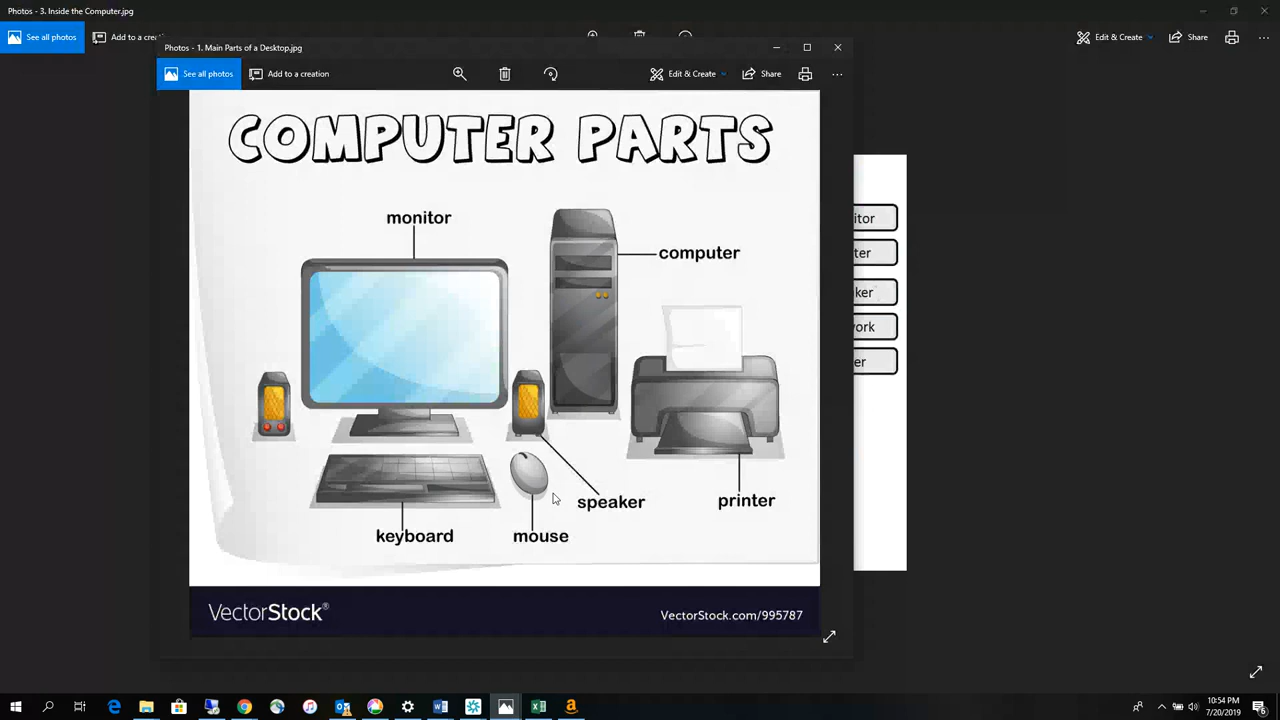 Photos - 3. Inside the Computer.jpg
See all photos
Add to a
Edit & Create
Share
Photos - 1. Main Parts of a Desktop.jpg
See all photos
Add to a creation
Edit & Create
Share
COMPUTER PARTS
monitor
computer
speaker
printer
keyboard
mouse
VectorStock®
VectorStock.com/995787
itor
ter
ker
work
er
10:54 PM
7/20/2019